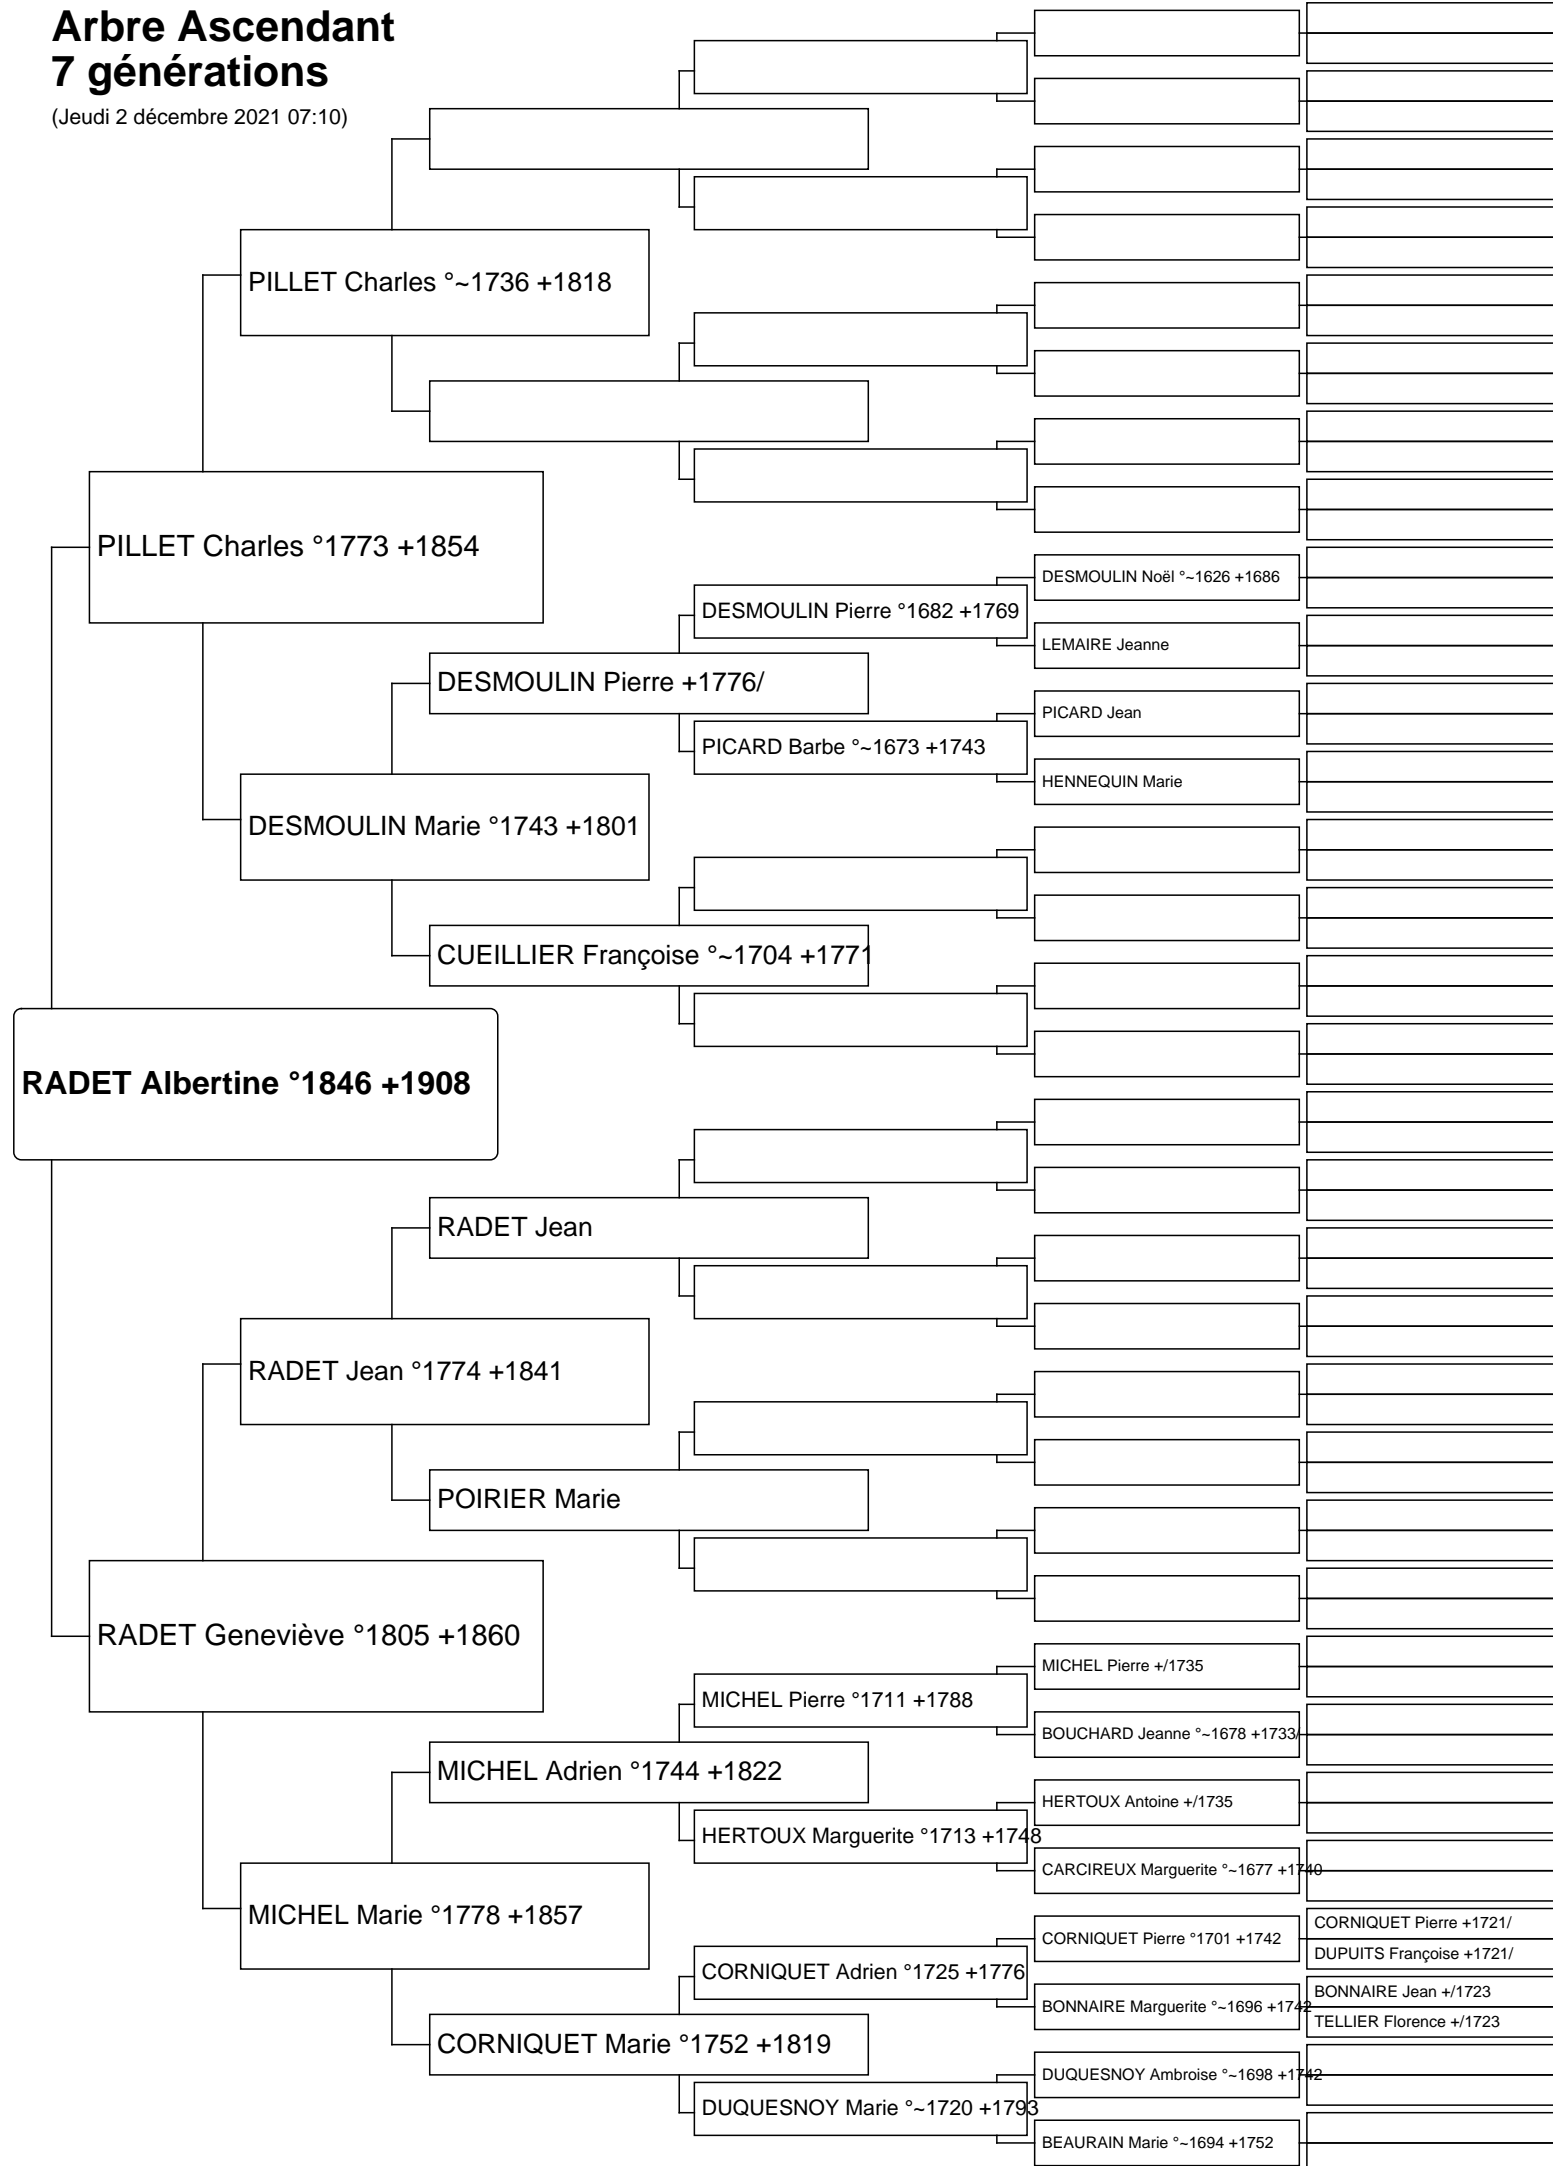 Arbre Ascendant
7 générations
(Jeudi 2 décembre 2021 07:10)
PILLET Charles °~1736 +1818
PILLET Charles °1773 +1854
DESMOULIN Noël °~1626 +1686
DESMOULIN Pierre °1682 +1769
LEMAIRE Jeanne
DESMOULIN Pierre +1776/
PICARD Jean
PICARD Barbe °~1673 +1743
HENNEQUIN Marie
DESMOULIN Marie °1743 +1801
CUEILLIER Françoise °~1704 +1771
RADET Albertine °1846 +1908
RADET Jean
RADET Jean °1774 +1841
POIRIER Marie
RADET Geneviève °1805 +1860
MICHEL Pierre +/1735
MICHEL Pierre °1711 +1788
BOUCHARD Jeanne °~1678 +1733/
MICHEL Adrien °1744 +1822
HERTOUX Antoine +/1735
HERTOUX Marguerite °1713 +1748
CARCIREUX Marguerite °~1677 +1740
MICHEL Marie °1778 +1857
CORNIQUET Pierre +1721/
CORNIQUET Pierre °1701 +1742
DUPUITS Françoise +1721/
CORNIQUET Adrien °1725 +1776
BONNAIRE Jean +/1723
BONNAIRE Marguerite °~1696 +1742
TELLIER Florence +/1723
CORNIQUET Marie °1752 +1819
DUQUESNOY Ambroise °~1698 +1742
DUQUESNOY Marie °~1720 +1793
BEAURAIN Marie °~1694 +1752